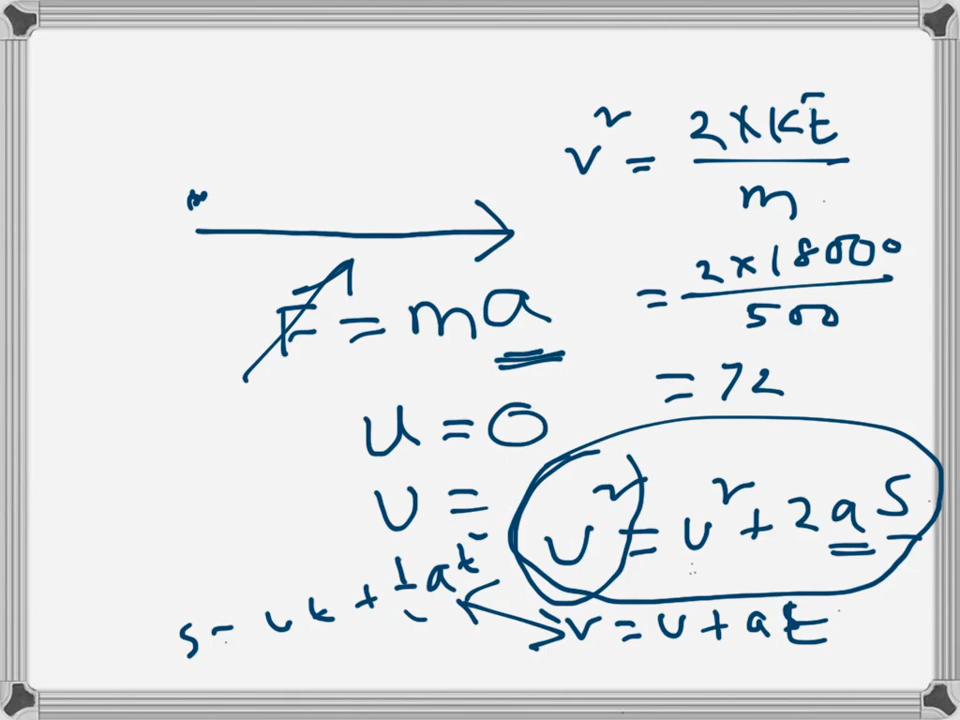 v² = 2 × KE / m
= 2 × 18000 / 500
= 72
F = ma
u = 0
v =
v² = u² + 2as
s = ut + ½at²
v = u + at